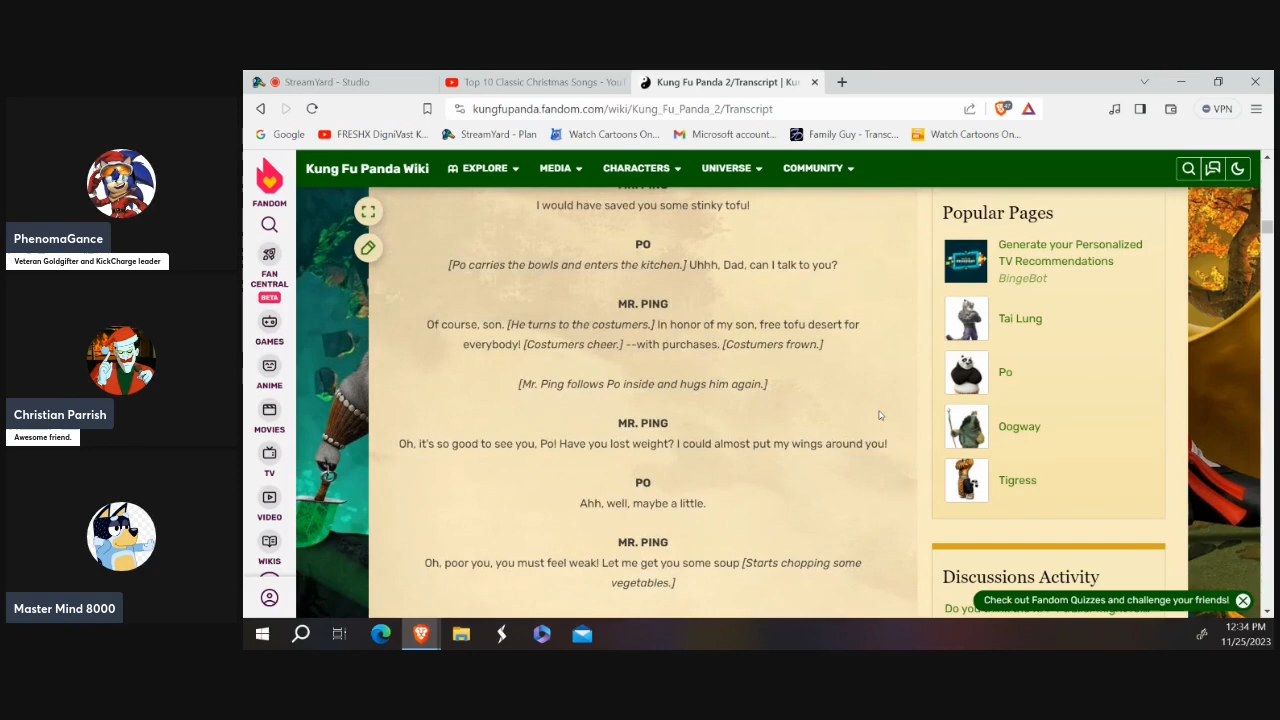 PhenomaGance
Veteran Goldgifter and KickCharge leader
Christian Parrish
Awesome friend.
Master Mind 8000
StreamYard - Studio
Top 10 Classic Christmas Songs - YouT
Kung Fu Panda 2/Transcript | Kun
kungfupanda.fandom.com/wiki/Kung_Fu_Panda_2/Transcript
VPN
Google
FRESHX DigniVast K...
StreamYard - Plan
Watch Cartoons On...
Microsoft account...
Family Guy - Transc...
Watch Cartoons On...
FANDOM
FAN
CENTRAL
BETA
GAMES
ANIME
MOVIES
TV
VIDEO
WIKIS
Kung Fu Panda Wiki
EXPLORE
MEDIA
CHARACTERS
UNIVERSE
COMMUNITY
I would have saved you some stinky tofu!
PO
[Po carries the bowls and enters the kitchen.] Uhhh, Dad, can I talk to you?
MR. PING
Of course, son. [He turns to the costumers.] In honor of my son, free tofu desert for
everybody! [Costumers cheer.] --with purchases. [Costumers frown.]
[Mr. Ping follows Po inside and hugs him again.]
MR. PING
Oh, it's so good to see you, Po! Have you lost weight? I could almost put my wings around you!
PO
Ahh, well, maybe a little.
MR. PING
Oh, poor you, you must feel weak! Let me get you some soup [Starts chopping some
vegetables.]
Popular Pages
Generate your Personalized
TV Recommendations
BingeBot
Tai Lung
Po
Oogway
Tigress
Discussions Activity
Do you
Check out Fandom Quizzes and challenge your friends!
12:34 PM
11/25/2023